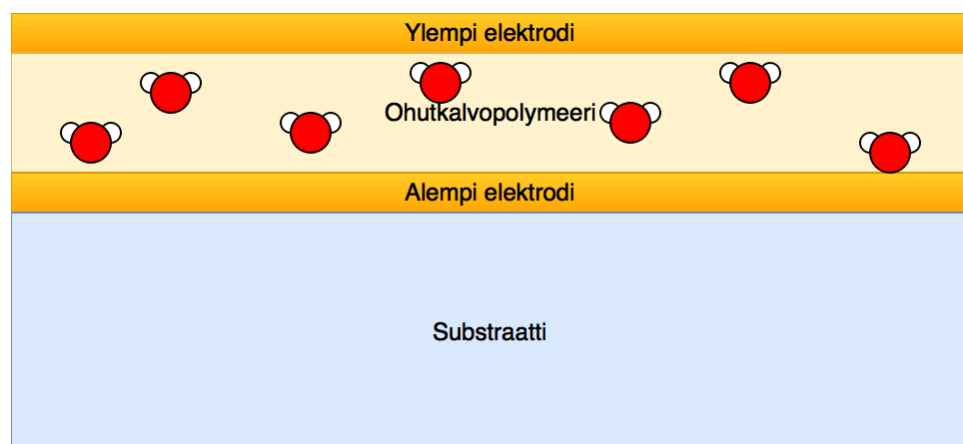 Ylempi elektrodi
Ohutkalvopolymeeri
Alempi elektrodi
Substraatti